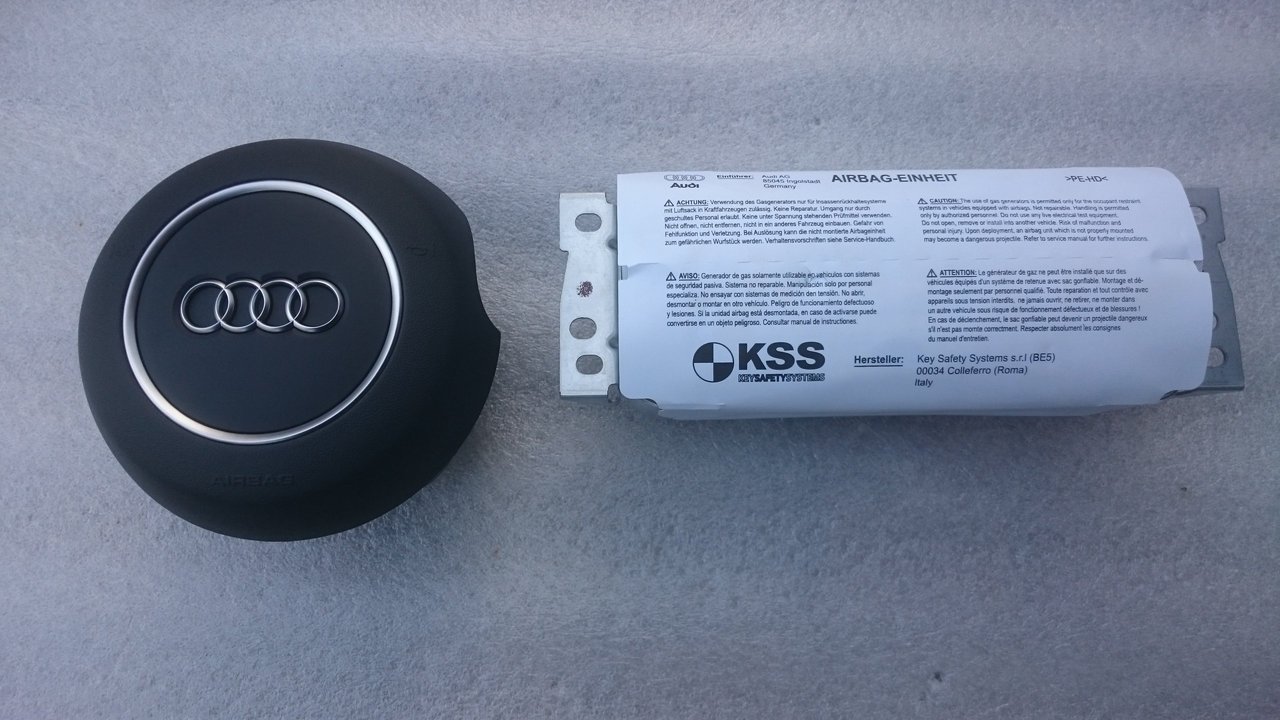 AIRBAG
Audi
Einführer: Audi AG
85045 Ingolstadt
Germany
AIRBAG-EINHEIT
>PE-HD<
ACHTUNG: Verwendung des Gasgenerators nur für Insassenrückhaltesysteme
mit Luftsack in Kraftfahrzeugen zulässig. Keine Reparatur. Umgang nur durch
geschultes Personal erlaubt. Keine unter Spannung stehenden Prüfmittel verwenden.
Nicht öffnen, nicht entfernen, nicht in ein anderes Fahrzeug einbauen. Gefahr von
Fehlfunktion und Verletzung. Bei Auslösung kann die nicht montierte Airbageinheit
zum gefährlichen Wurfstück werden. Verhaltensvorschriften siehe Service-Handbuch.
CAUTION: The use of gas generators is permitted only for the occupant restraint
systems in vehicles equipped with airbags. Not reparable. Handling is permitted
only by authorized personnel. Do not use any live electrical test equipment.
Do not open, remove or install into another vehicle. Risk of malfunction and
personal injury. Upon deployment, an airbag unit which is not properly mounted
may become a dangerous projectile. Refer to service manual for further instructions.
AVISO: Generador de gas solamente utilizable en vehículos con sistemas
de seguridad pasiva. Sistema no reparable. Manipulación solo por personal
especializa. No ensayar con sistemas de medición den tensión. No abrir,
desmontar o montar en otro vehículo. Peligro de funcionamiento defectuoso
y lesiones. Si la unidad airbag está desmontada, en caso de activarse puede
convertirse en un objeto peligroso. Consultar manual de instrucciones.
ATTENTION: Le générateur de gaz ne peut être installé que sur des
véhicules équipés d'un système de retenue avec sac gonflable. Montage et dé-
montage seulement par personnel qualifié. Toute reparation et tout contrôle avec
apareils sous tension interdits, ne jamais ouvrir, ne retirer, ne monter dans
un autre vehicule sous risque de fonctionnement défectueux et de blessures !
En cas de déclenchement, le sac gonflable peut devenir un projectile dangereux
s'il n'est pas monte correctement. Respecter absolument les consignes
du manuel d'entretien.
KSS
KEYSAFETYSYSTEMS
Hersteller: Key Safety Systems s.r.l (BE5)
00034 Colleferro (Roma)
Italy